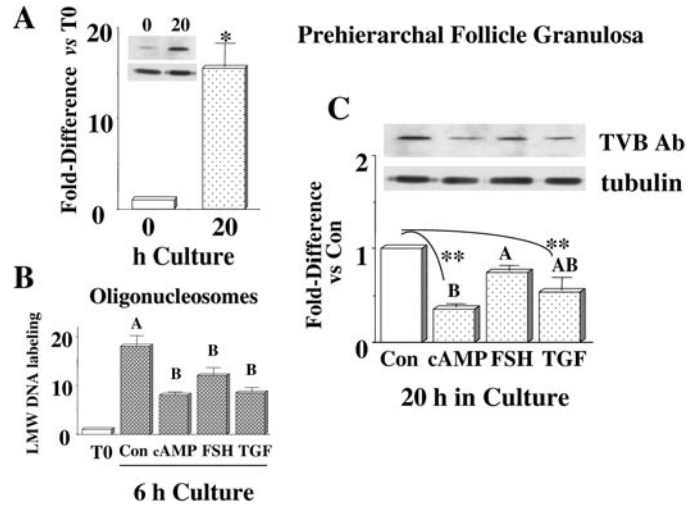 A
Fold-Difference vs T0
0 20
20
10
0
*
0 20
h Culture
Prehierarchal Follicle Granulosa
B
Oligonucleosomes
LMW DNA labeling
20
10
0
A
B
B
B
T0 Con cAMP FSH TGF
6 h Culture
C
TVB Ab
tubulin
Fold-Difference
vs Con
2
1
0
**
B
A
**
AB
Con cAMP FSH TGF
20 h in Culture